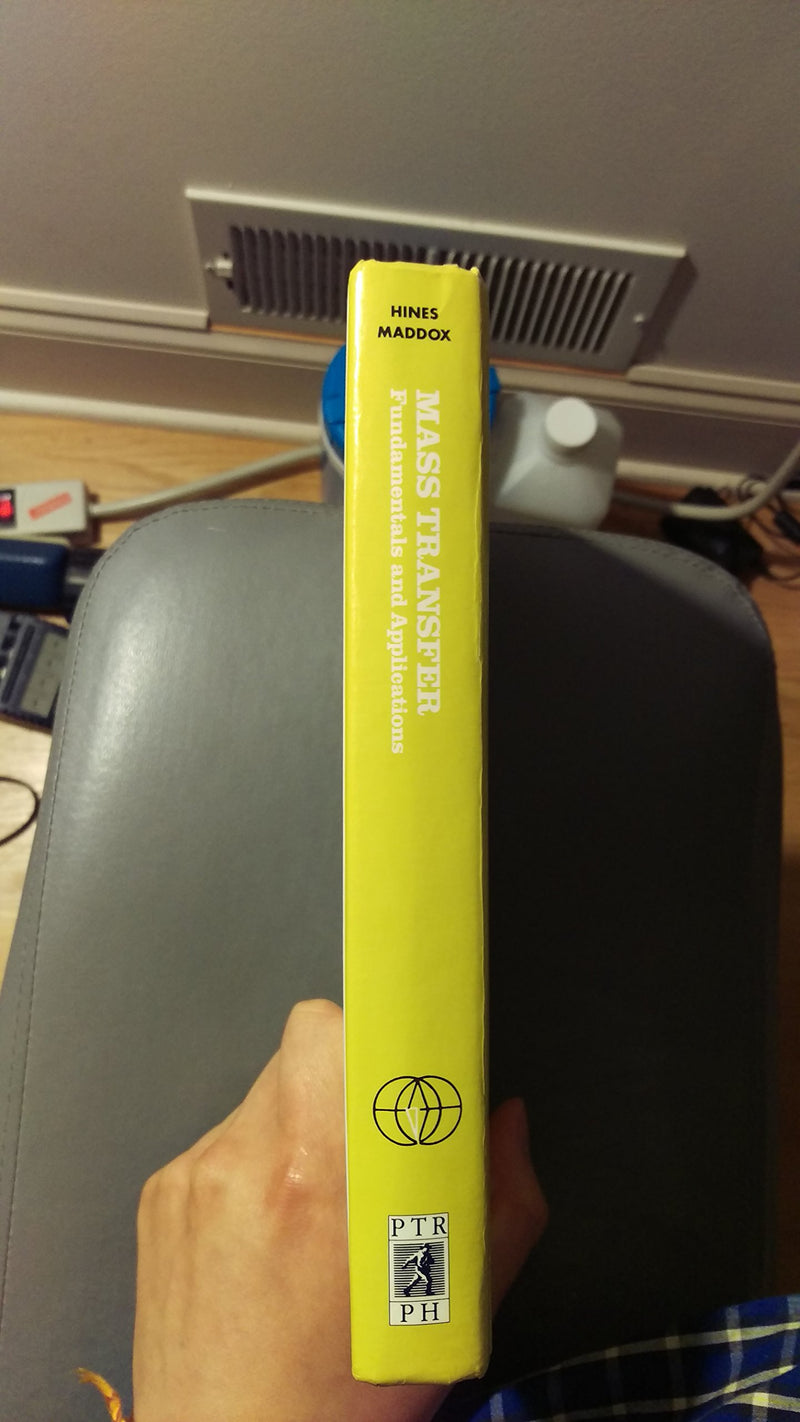 HINES
MADDOX
MASS TRANSFER
Fundamentals and Applications
PTR
PH